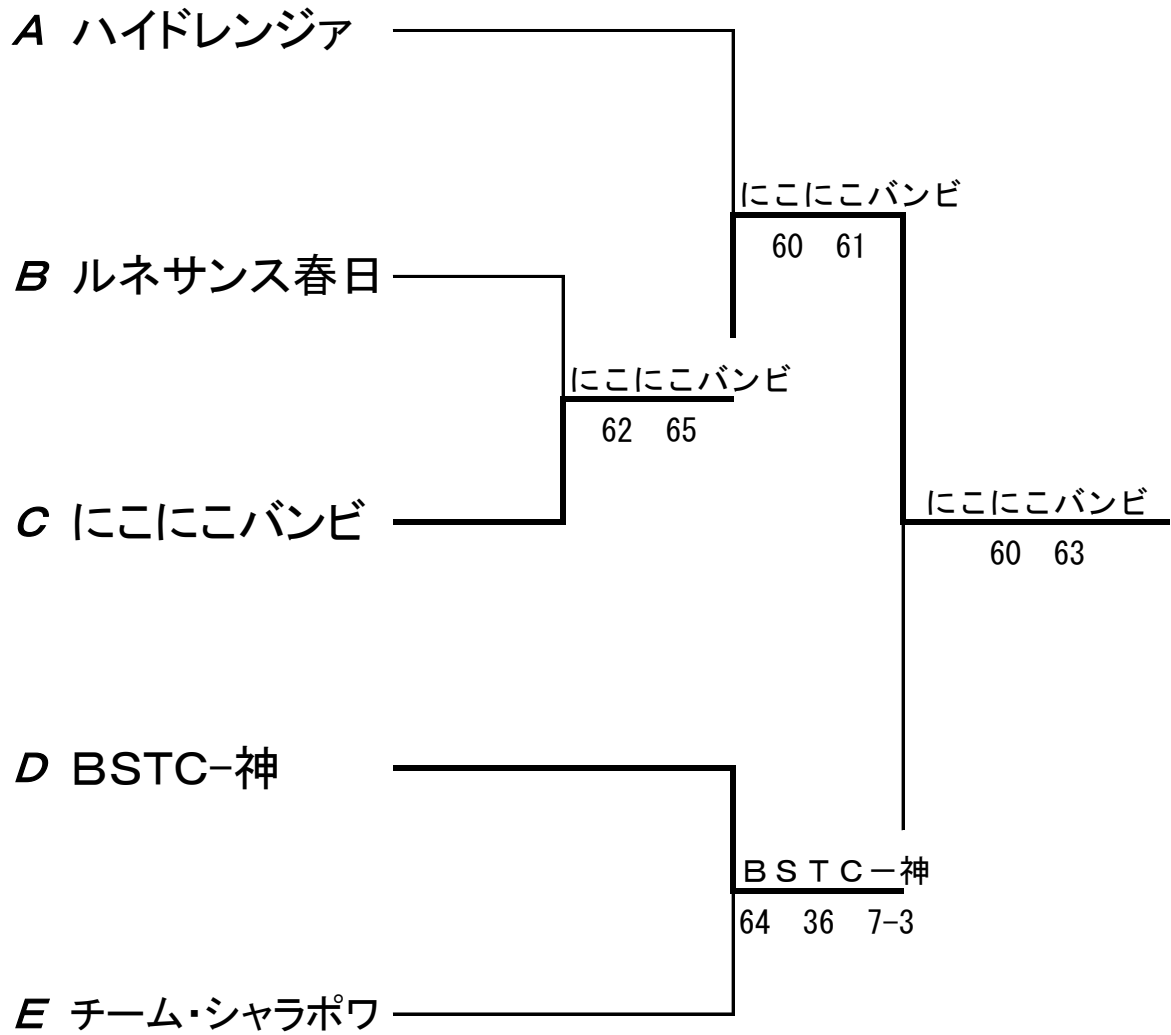 A ハイドレンジァ
にこにこバンビ
60 61
B ルネサンス春日
にこにこバンビ
62 65
C にこにこバンビ
にこにこバンビ
60 63
D BSTC-神
BSTC-神
64 36 7-3
E チーム・シャラポワ